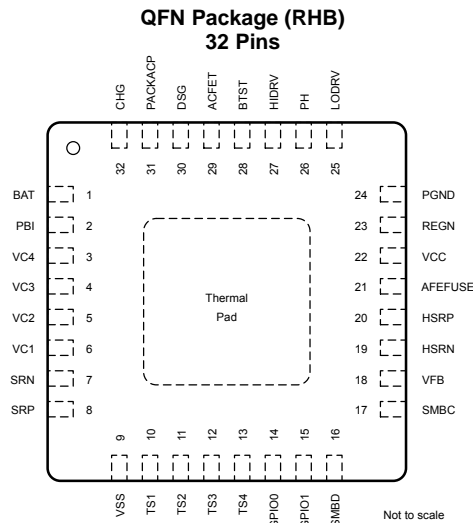 QFN Package (RHB)
32 Pins
CHG
PACKACP
DSG
ACFET
BTST
HIDRV
PH
LODRV
32
31
30
29
28
27
26
25
BAT 1
PBI 2
VC4 3
VC3 4
VC2 5
VC1 6
SRN 7
SRP 8
Thermal
Pad
24 PGND
23 REGN
22 VCC
21 AFEFUSE
20 HSRP
19 HSRN
18 VFB
17 SMBC
9
10
11
12
13
14
15
16
VSS
TS1
TS2
TS3
TS4
GPIO0
GPIO1
SMBD
Not to scale